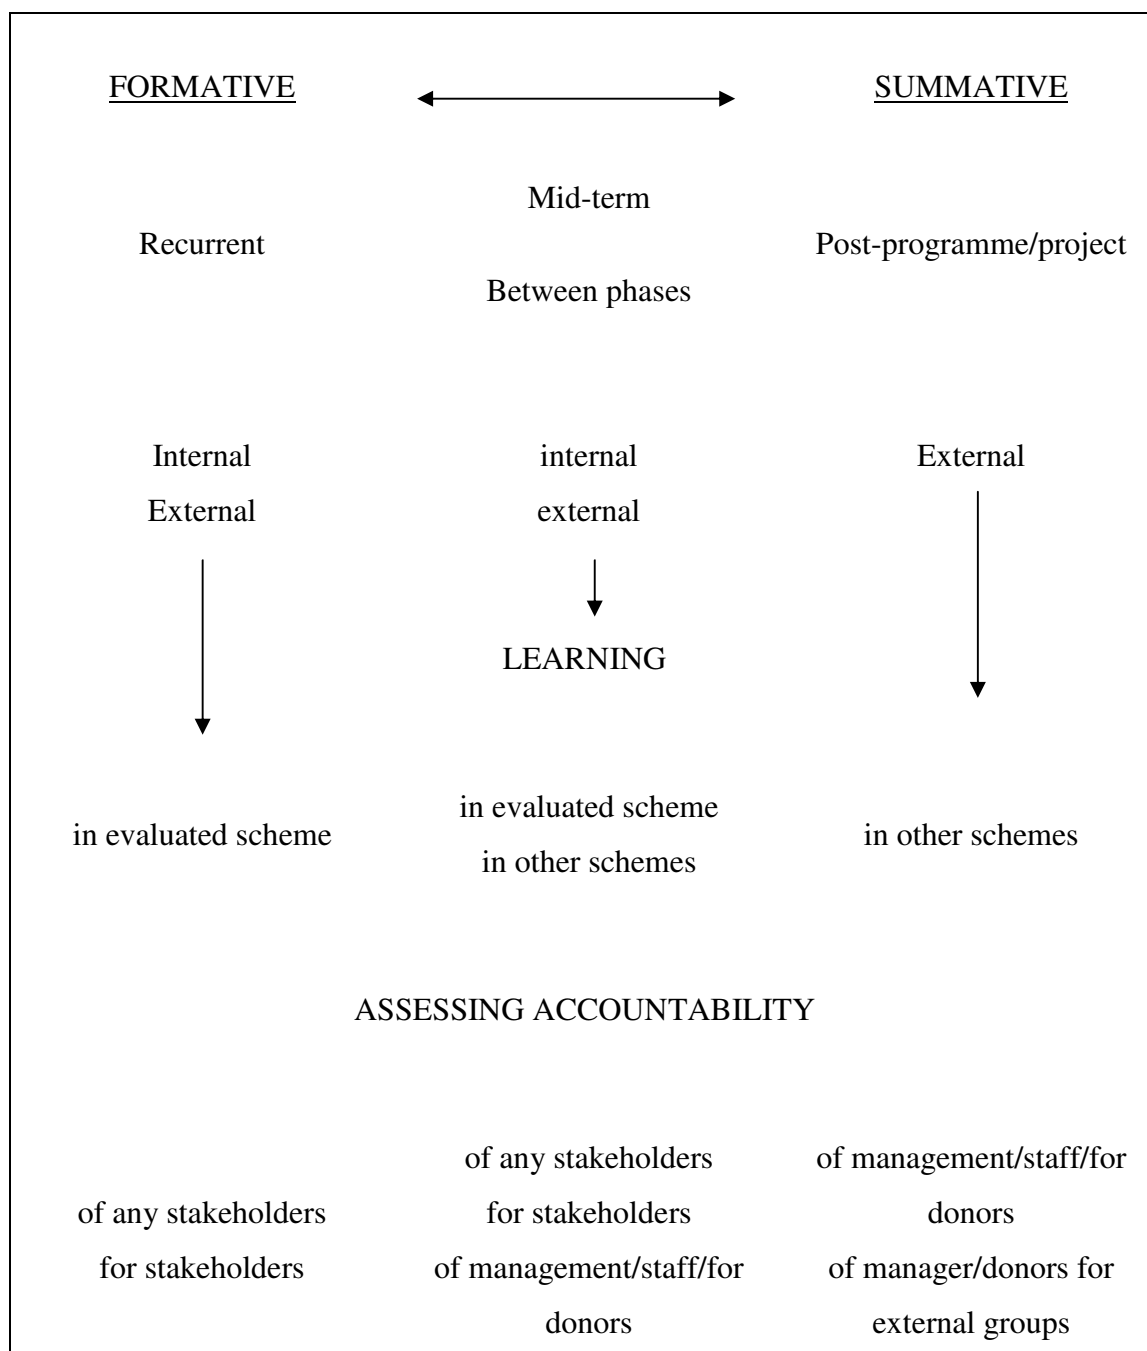 FORMATIVE
SUMMATIVE
Mid-term
Recurrent
Post-programme/project
Between phases
Internal
internal
External
External
external
LEARNING
in evaluated scheme
in evaluated scheme
in other schemes
in other schemes
ASSESSING ACCOUNTABILITY
of any stakeholders
for stakeholders
of any stakeholders
for stakeholders
of management/staff/for
donors
of management/staff/for
donors
of manager/donors for
external groups